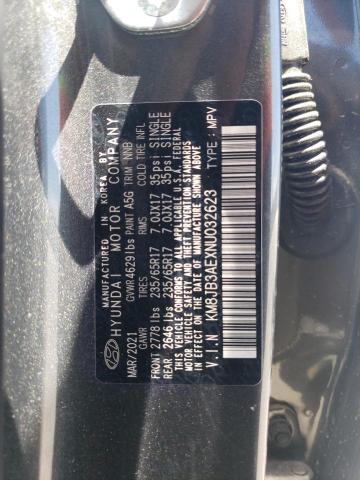 MANUFACTURED IN KOREA BY
HYUNDAI MOTOR COMPANY
MAR/2021 GVWR 4629 lbs PAINT A5G TRIM NNB
GAWR TIRES RIMS COLD TIRE INFL
FRONT 2778 lbs 235/65R17 7.0JX17 35psi SINGLE
REAR 2646 lbs 235/65R17 7.0JX17 35psi SINGLE
THIS VEHICLE CONFORMS TO ALL APPLICABLE U.S.A. FEDERAL
MOTOR VEHICLE SAFETY AND THEFT PREVENTION STANDARDS
IN EFFECT ON THE DATE OF MANUFACTURE SHOWN ABOVE.
V.I.N: KM8JB3AEXNU032623 TYPE: MPV